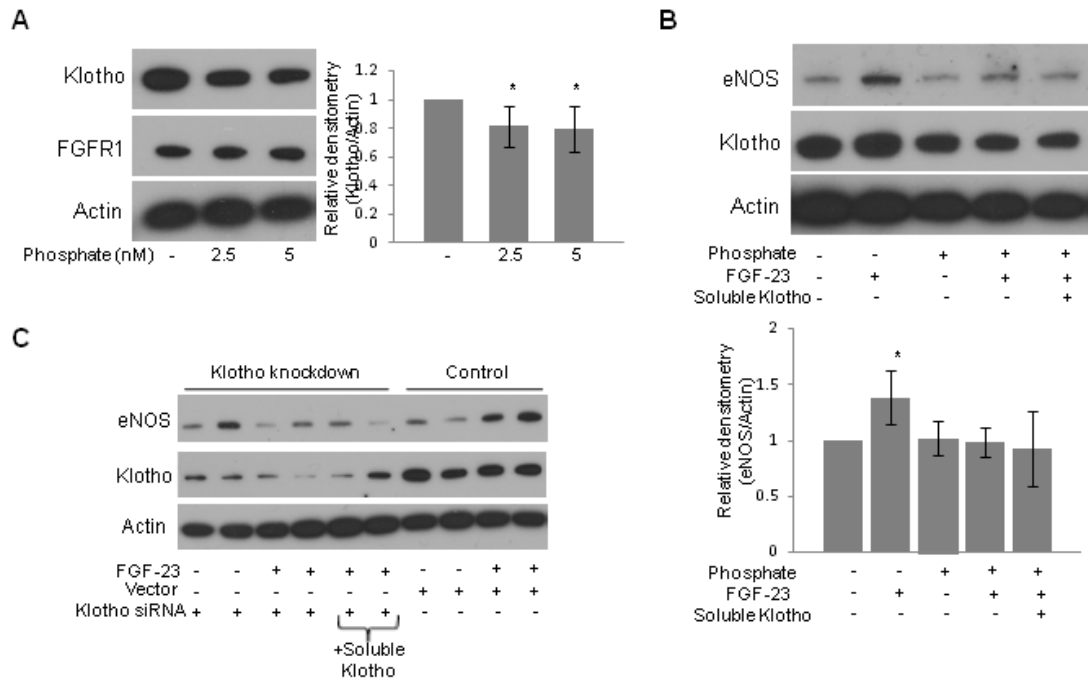 A
Klotho
FGFR1
Actin
Phosphate (nM) - 2.5 5
Relative densitometry
(Klotho/Actin)
1.2
1
0.8
0.6
0.4
0.2
0
* *
- 2.5 5
B
eNOS
Klotho
Actin
Phosphate - - + + +
FGF-23 - + - + +
Soluble Klotho - - - - +
Relative densitometry
(eNOS/Actin)
2
1.5
1
0.5
0
*
Phosphate - - + + +
FGF-23 - + - + +
Soluble Klotho - - - - +
C
Klotho knockdown Control
eNOS
Klotho
Actin
FGF-23 - - + + + + - - + +
Vector - - - - - - + + + +
Klotho siRNA + + + + + + - - - -
+Soluble
Klotho